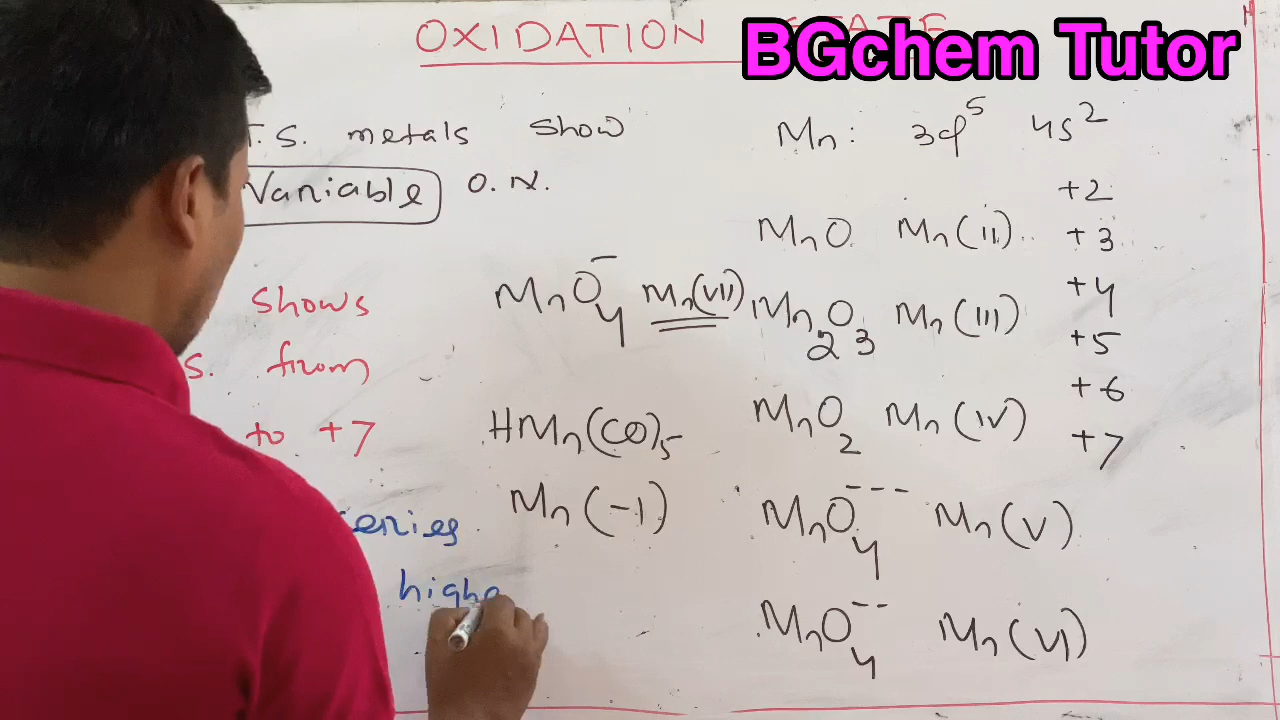 OXIDATION
BGchem Tutor
T.S. metals show
Variable O.N.
shows
s. from
to +7
series
highe
MnO4⁻ Mn(VII)
HMn(CO)5
Mn(-1)
Mn: 3d⁵ 4s²
+2
MnO Mn(II) +3
+4
Mn2O3 Mn(III)
+5
+6
MnO2 Mn(IV) +7
MnO4⁻⁻⁻ Mn(V)
MnO4⁻⁻ Mn(VI)